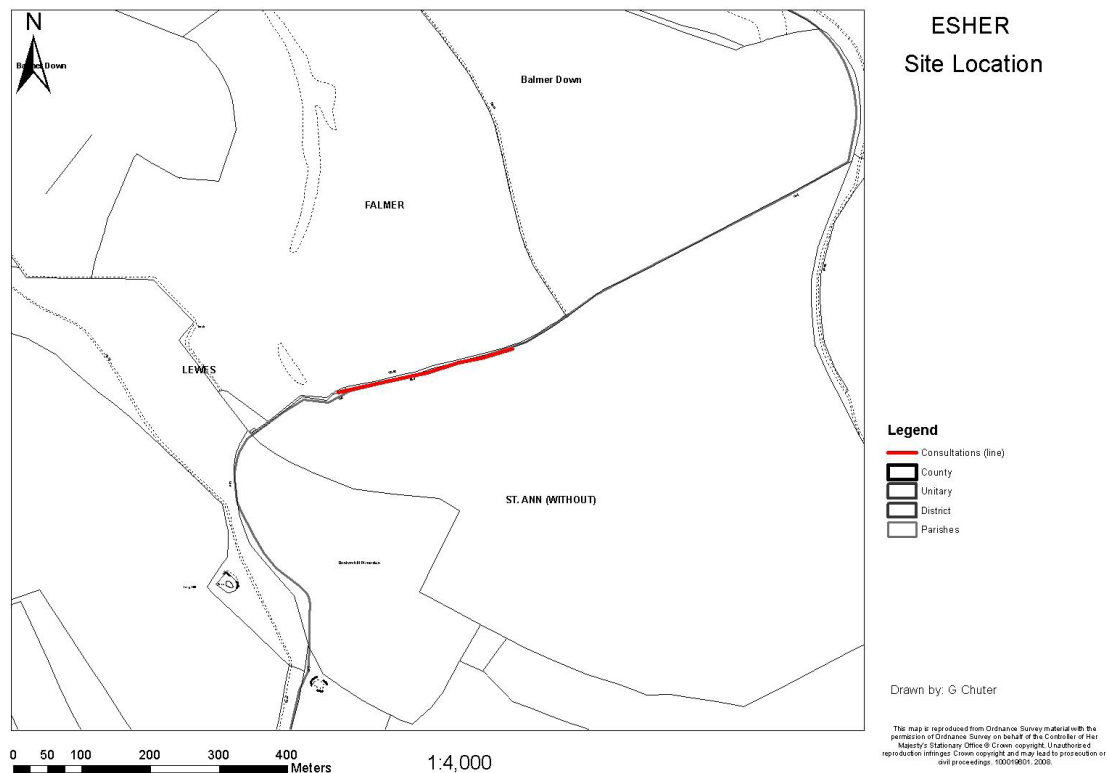 ESHER
Site Location
N
Balmer Down
Balmer Down
FALMER
LEWES
ST. ANN (WITHOUT)
Legend
Consultations (line)
County
Unitary
District
Parishes
Drawn by: G Chuter
This map is reproduced from Ordnance Survey material with the
permission of Ordnance Survey on behalf of the Controller of Her
Majesty's Stationary Office © Crown copyright. Unauthorised
reproduction infringes Crown copyright and may lead to prosecution or
civil proceedings. 100019601. 2008.
0 50 100 200 300 400
Meters
1:4,000